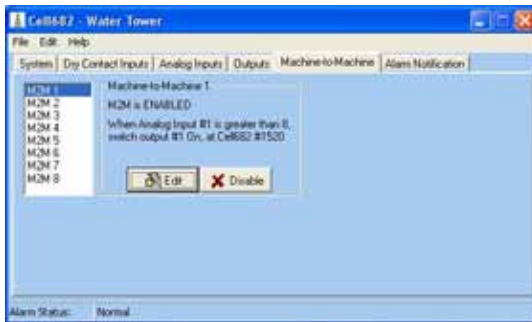 Cell682 - Water Tower
File Edit Help
System Dry Contact Inputs Analog Inputs Outputs Machine-to-Machine Alarm Notification
M2M 1
M2M 2
M2M 3
M2M 4
M2M 5
M2M 6
M2M 7
M2M 8
Machine-to-Machine 1
M2M is ENABLED
When Analog Input #1 is greater than 8,
switch output #1 On, at Cell682 #1520
Edit Disable
Alarm Status: Normal